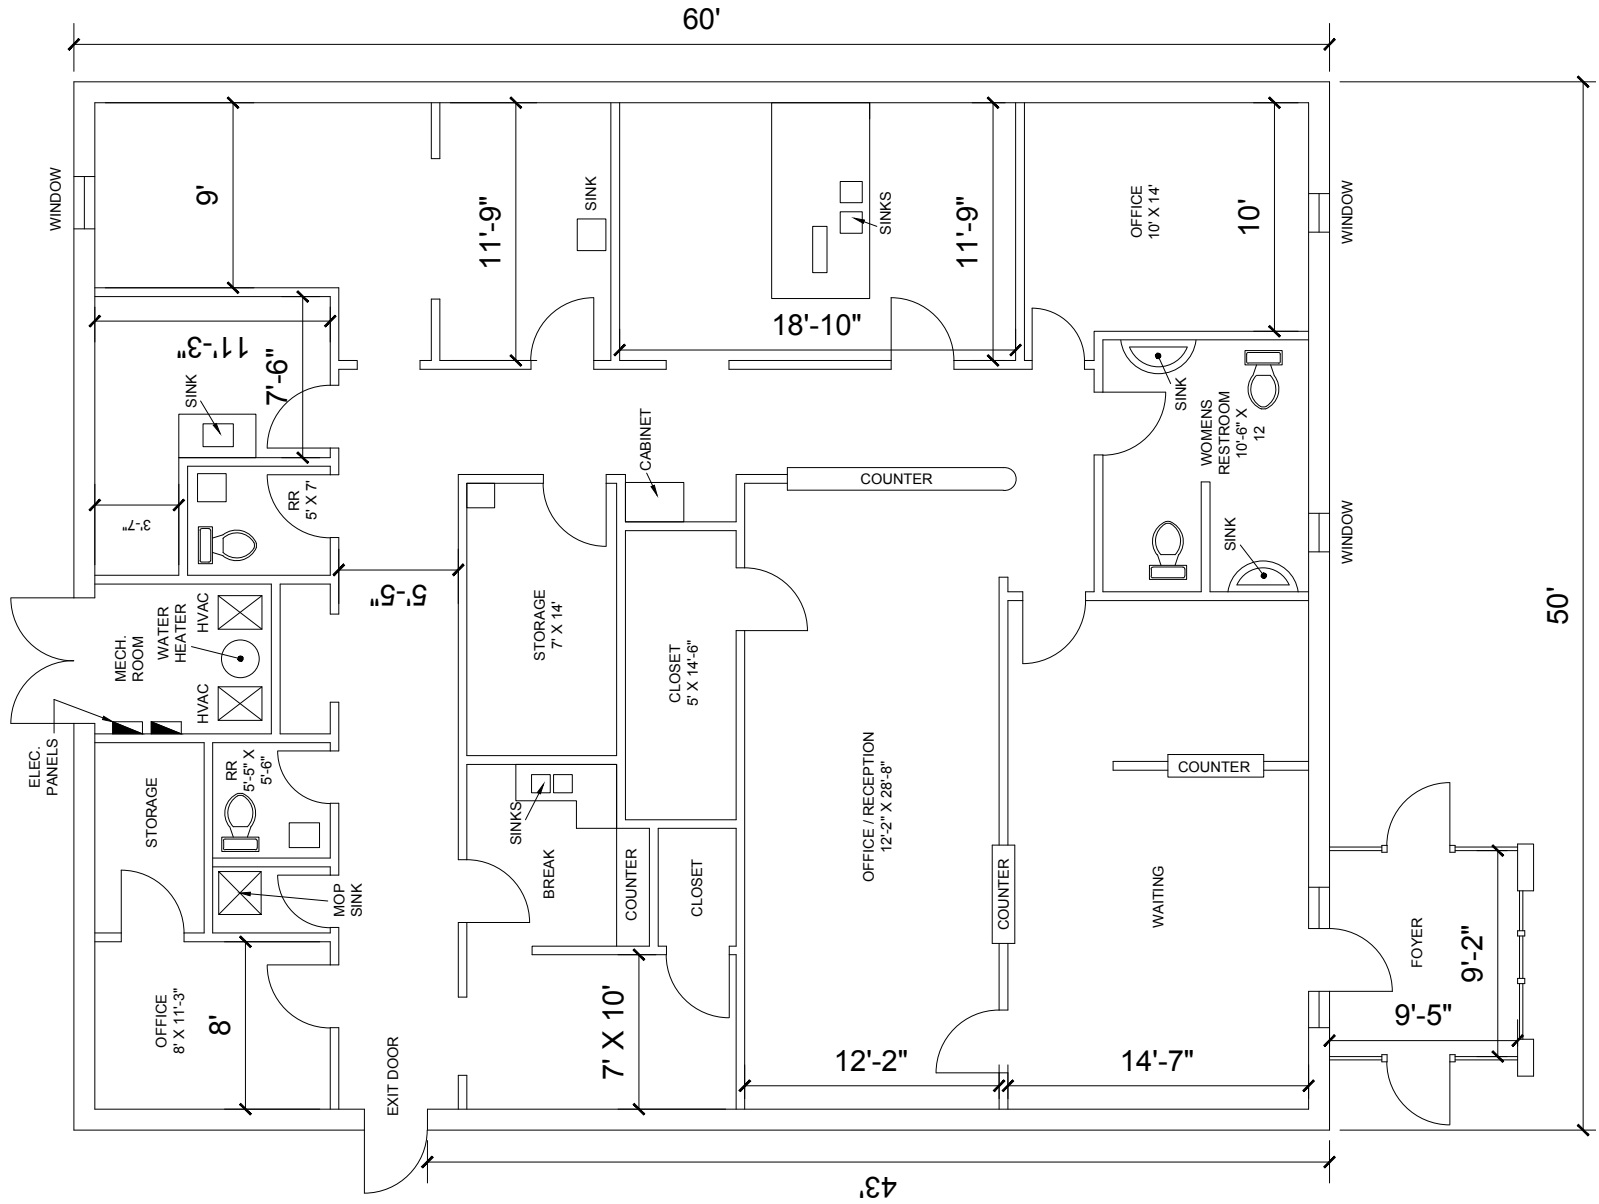 60'
WINDOW
9'
11'-9"
SINK
SINKS
11'-9"
OFFICE
10' X 14'
10'
WINDOW
18'-10"
11'-3"
7'-6"
SINK
3'-7"
RR
5' X 7'
CABINET
COUNTER
SINK
WOMENS
RESTROOM
10'-6" X
12
SINK
WINDOW
50'
5'-5"
MECH.
ROOM
WATER
HEATER
HVAC
HVAC
ELEC.
PANELS
STORAGE
7' X 14'
CLOSET
5' X 14'-6"
STORAGE
RR
5'-5" X
5'-6"
MOP
SINK
SINKS
BREAK
COUNTER
CLOSET
OFFICE / RECEPTION
12'-2" X 28'-8"
COUNTER
COUNTER
WAITING
FOYER
9'-2"
9'-5"
OFFICE
8' X 11'-3"
8'
EXIT DOOR
7' X 10'
12'-2"
14'-7"
43'